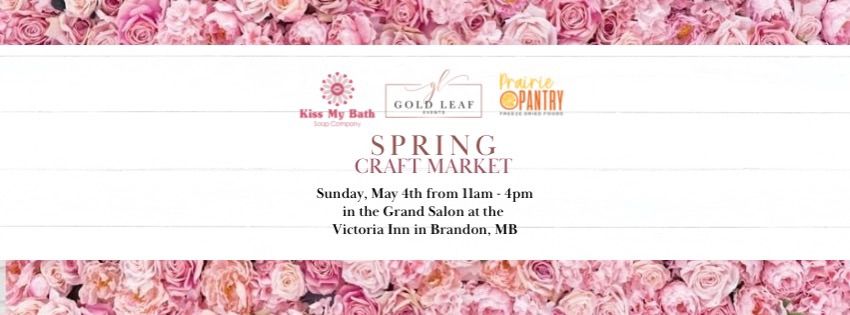 Kiss My Bath
Soap Company
gl
GOLD LEAF
EVENTS
Prairie
PANTRY
FREEZE DRIED FOODS
SPRING
CRAFT MARKET
Sunday, May 4th from 11am - 4pm
in the Grand Salon at the
Victoria Inn in Brandon, MB